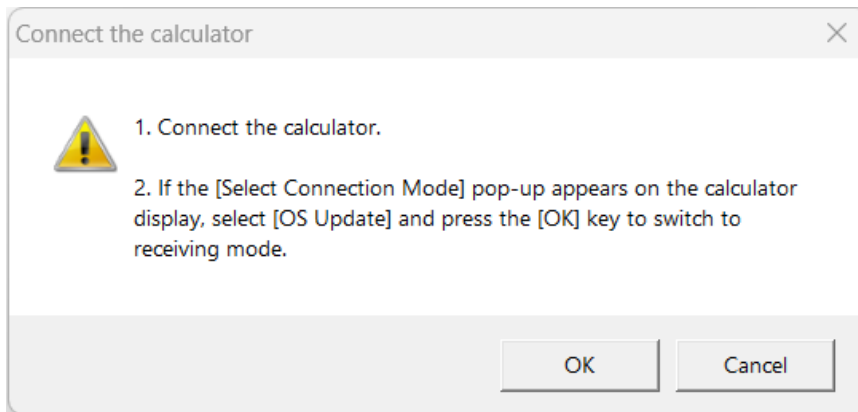 Connect the calculator
1. Connect the calculator.
2. If the [Select Connection Mode] pop-up appears on the calculator
display, select [OS Update] and press the [OK] key to switch to
receiving mode.
OK
Cancel